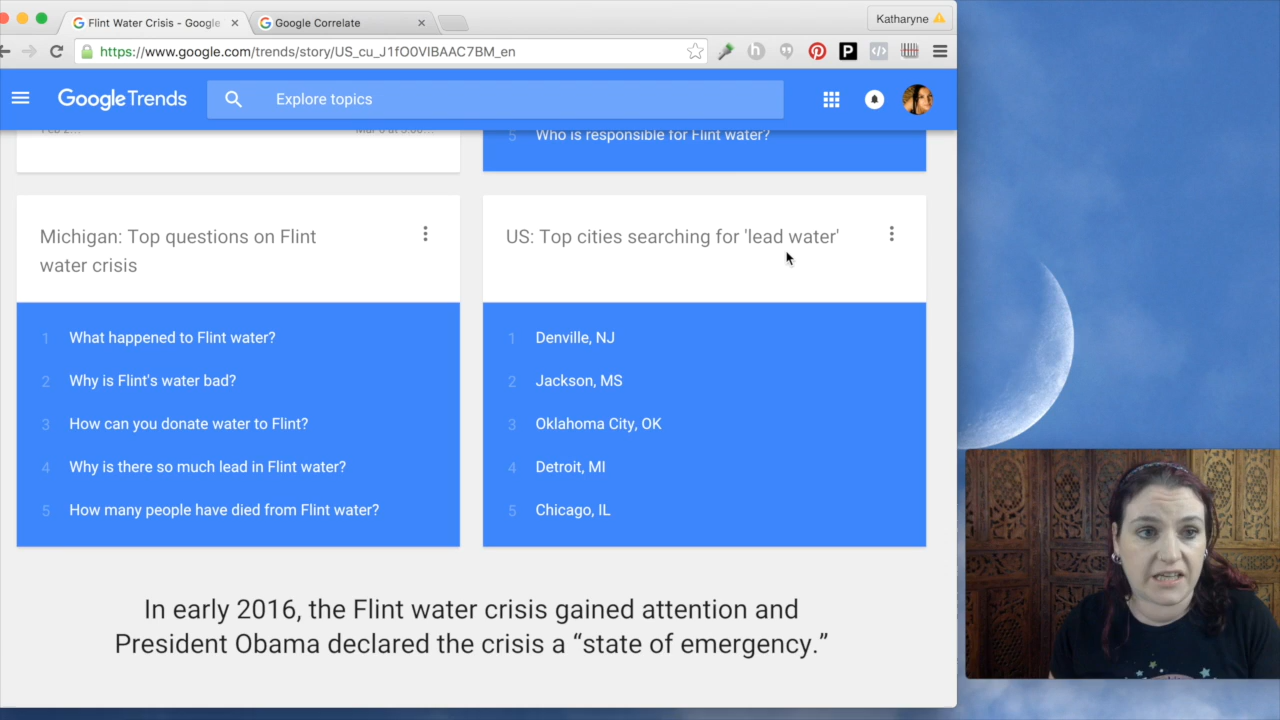 Flint Water Crisis - Google
Google Correlate
Katharyne
https://www.google.com/trends/story/US_cu_J1fO0VIBAAC7BM_en
Google Trends
Explore topics
5 Who is responsible for Flint water?
Michigan: Top questions on Flint
water crisis
1 What happened to Flint water?
2 Why is Flint's water bad?
3 How can you donate water to Flint?
4 Why is there so much lead in Flint water?
5 How many people have died from Flint water?
US: Top cities searching for 'lead water'
1 Denville, NJ
2 Jackson, MS
3 Oklahoma City, OK
4 Detroit, MI
5 Chicago, IL
In early 2016, the Flint water crisis gained attention and
President Obama declared the crisis a “state of emergency.”